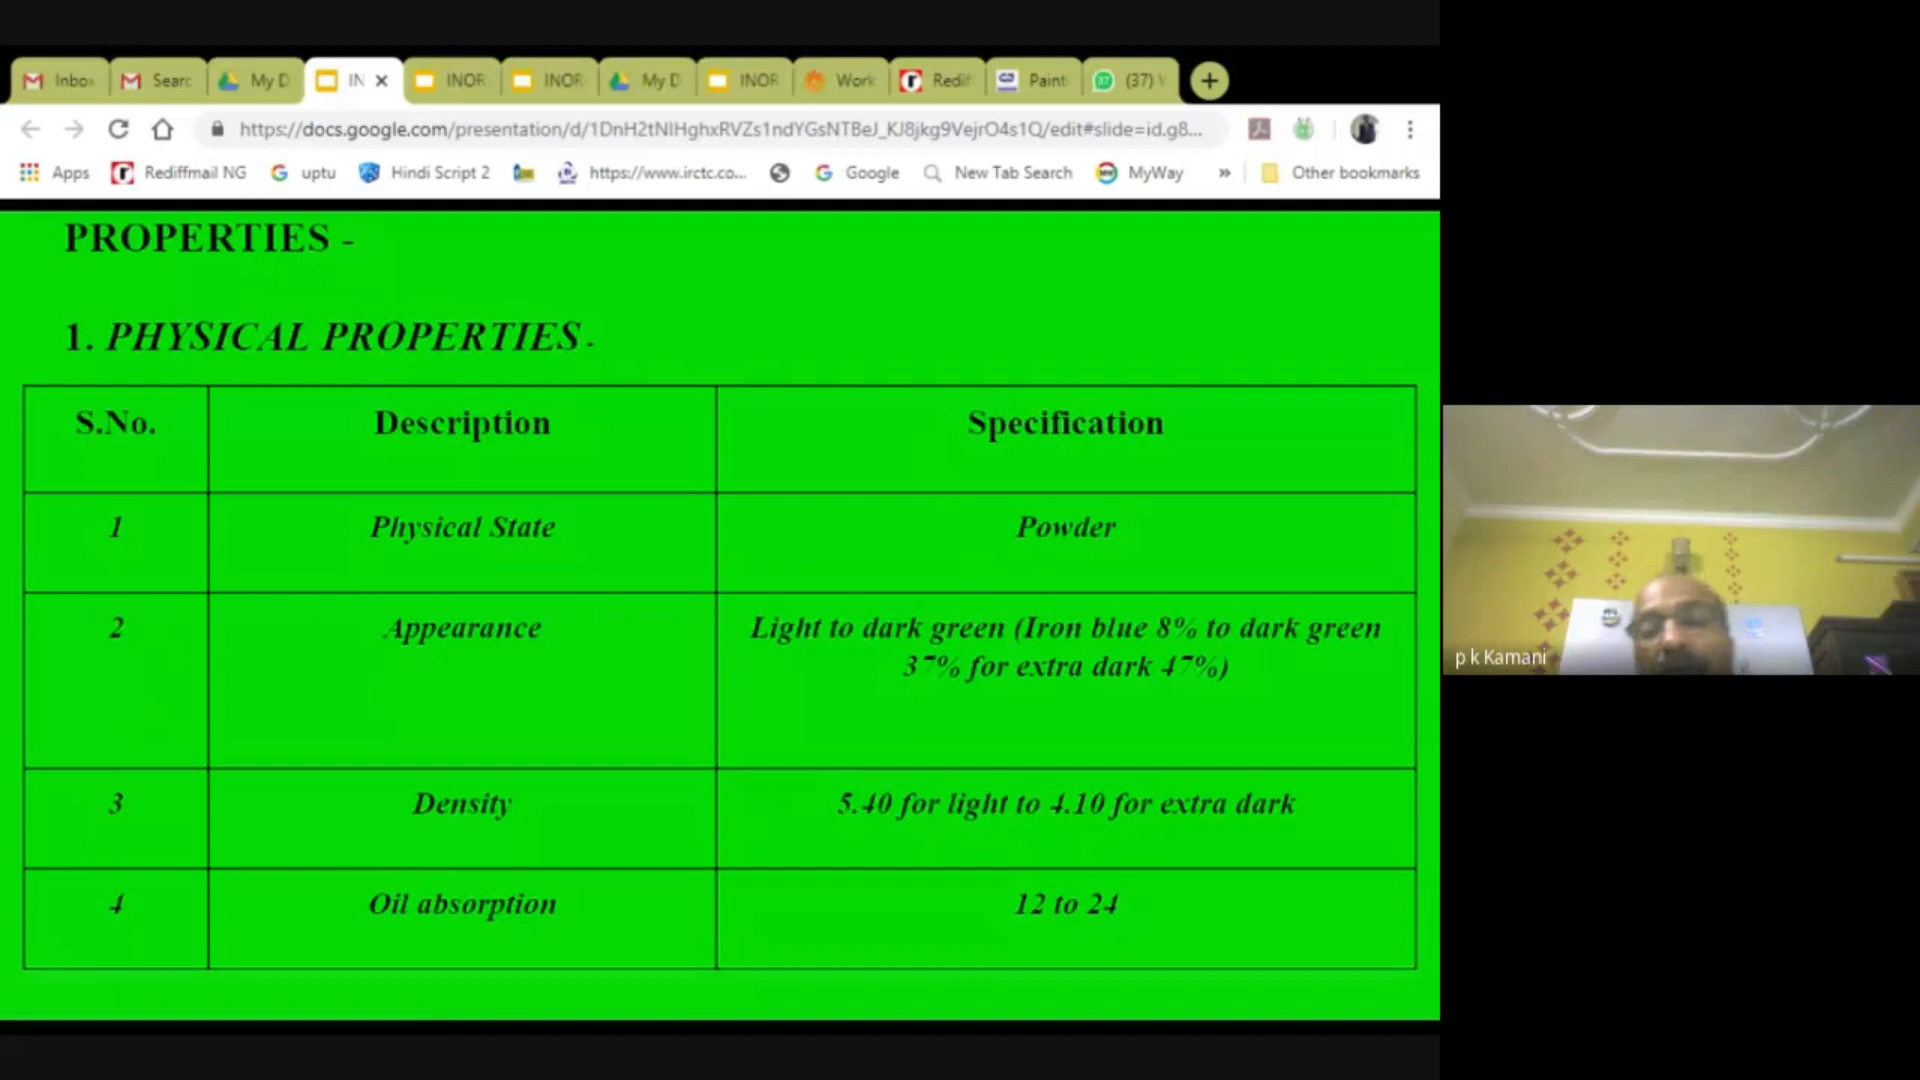 Inbox
Searc
My D
IN
INOR
INOR
My D
INOR
Work
Rediff
Paint
(37)
https://docs.google.com/presentation/d/1DnH2tNlHghxRVZs1ndYGsNTBeJ_KJ8jkg9VejrO4s1Q/edit#slide=id.g8...
Apps
Rediffmail NG
uptu
Hindi Script 2
https://www.irctc.co...
Google
New Tab Search
MyWay
»
Other bookmarks
PROPERTIES -
1. PHYSICAL PROPERTIES -
S.No. Description Specification
1 Physical State Powder
2 Appearance Light to dark green (Iron blue 8% to dark green
37% for extra dark 47%)
3 Density 5.40 for light to 4.10 for extra dark
4 Oil absorption 12 to 24
p k Kamani